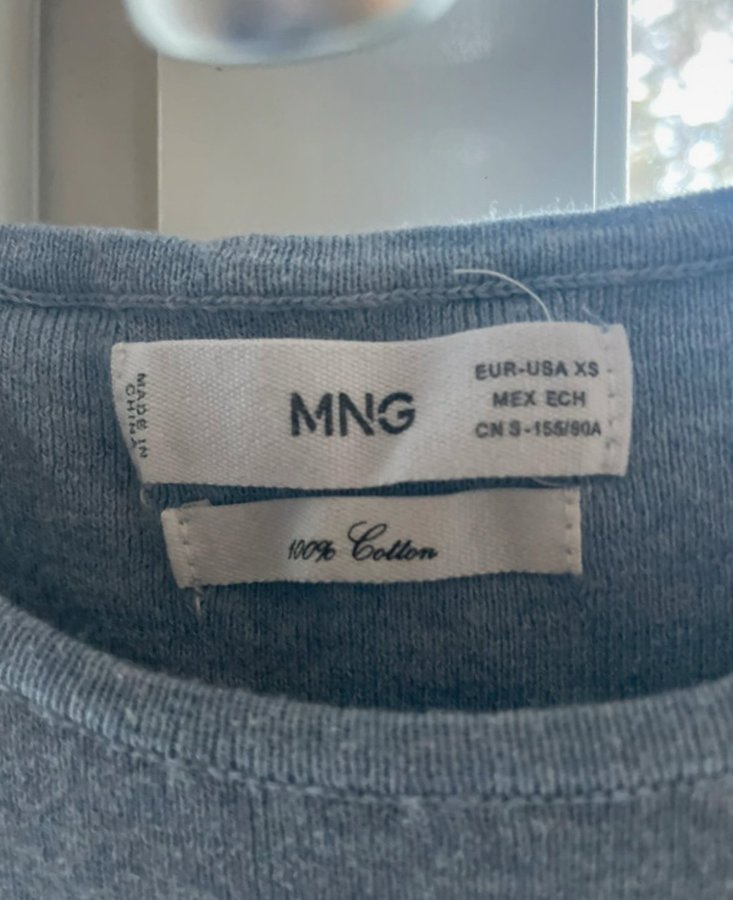 MADE IN
CHINA
MNG
EUR-USA XS
MEX ECH
CN S -155/80A
100% Cotton